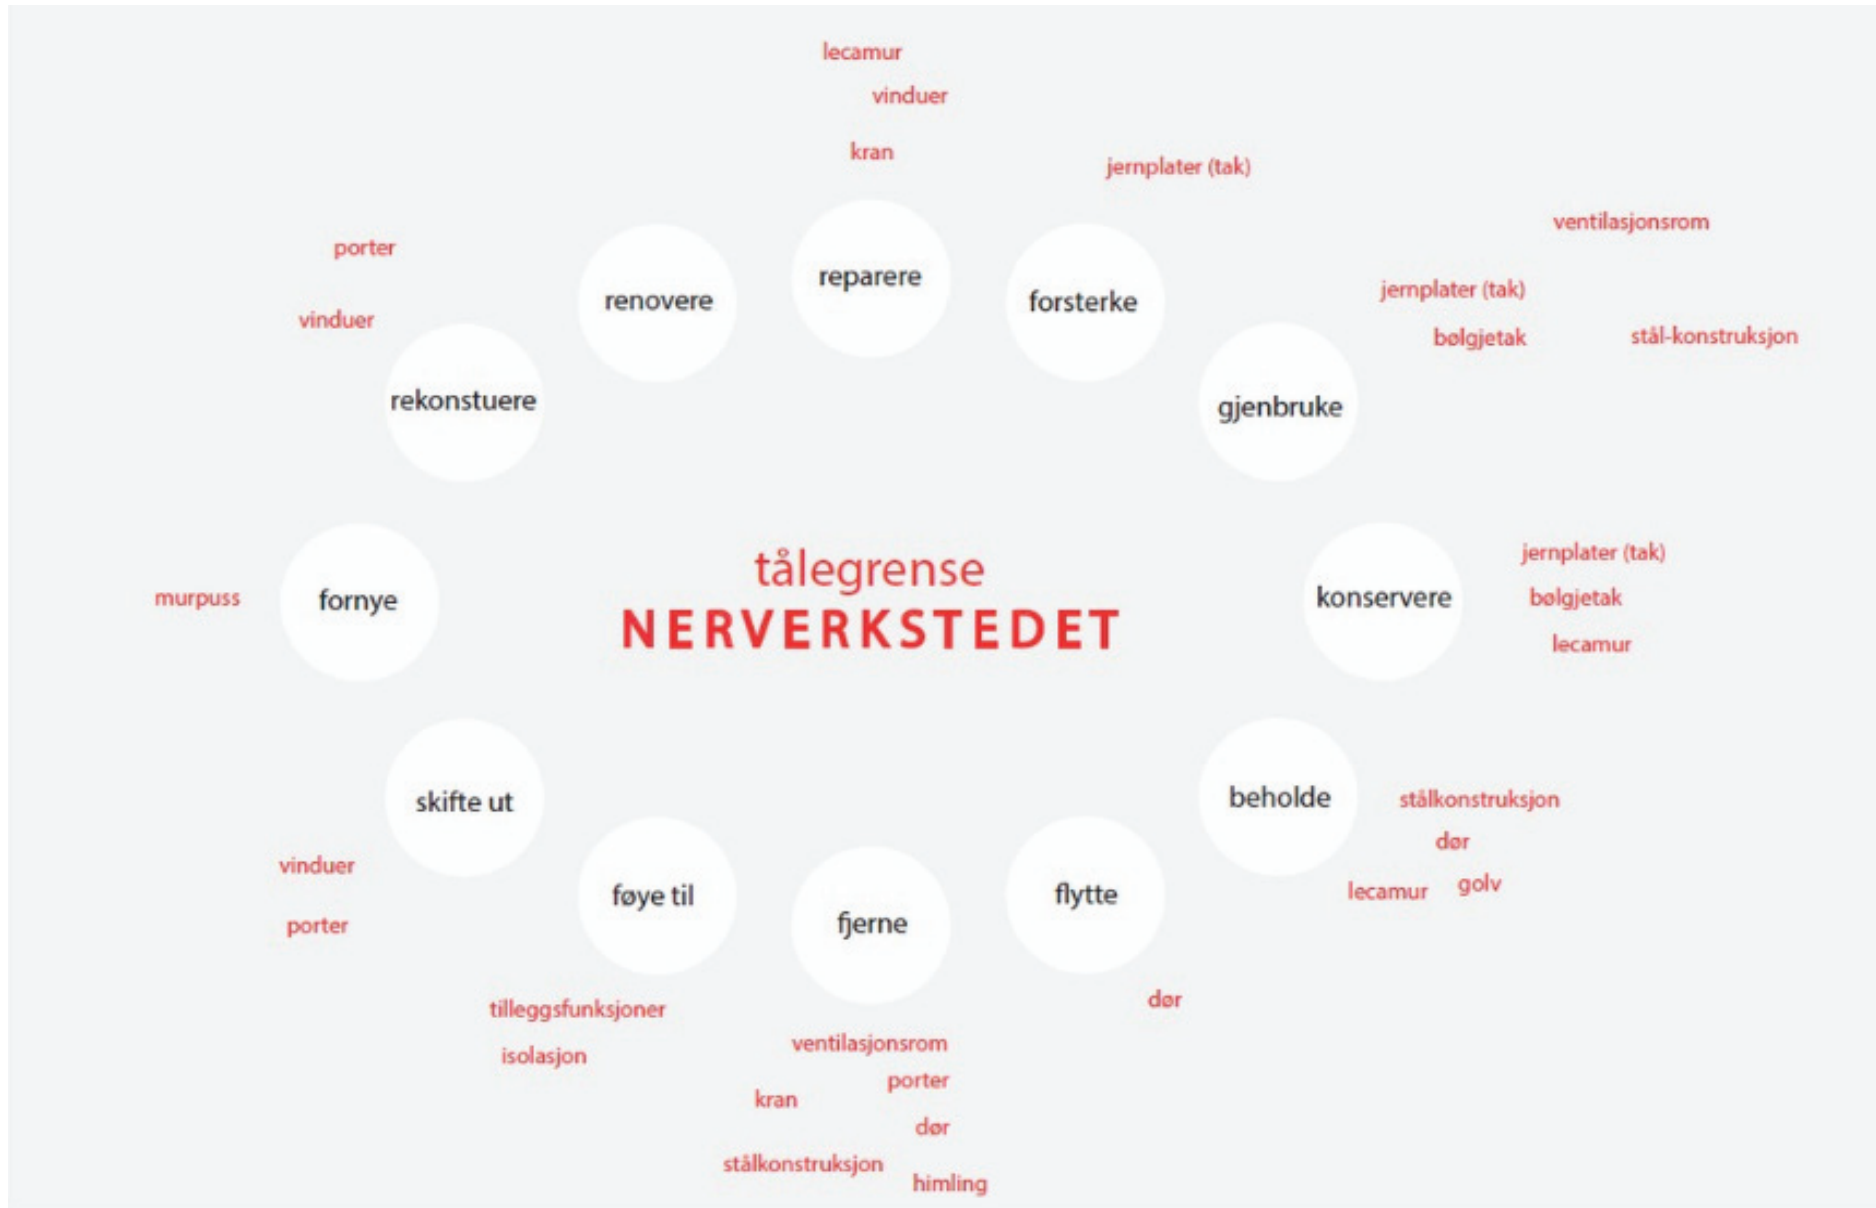 lecamur
vinduer
kran
jernplater (tak)
ventilasjonsrom
porter
jernplater (tak)
vinduer
bølgjetak
stål-konstruksjon
renovere
reparere
forsterke
rekonstuere
gjenbruke
tålegrense
NERVERKSTEDET
murpuss
fornye
konservere
jernplater (tak)
bølgjetak
lecamur
skifte ut
beholde
stålkonstruksjon
dør
golv
lecamur
vinduer
porter
føye til
fjerne
flytte
dør
tilleggsfunksjoner
isolasjon
ventilasjonsrom
porter
kran
dør
stålkonstruksjon
himling